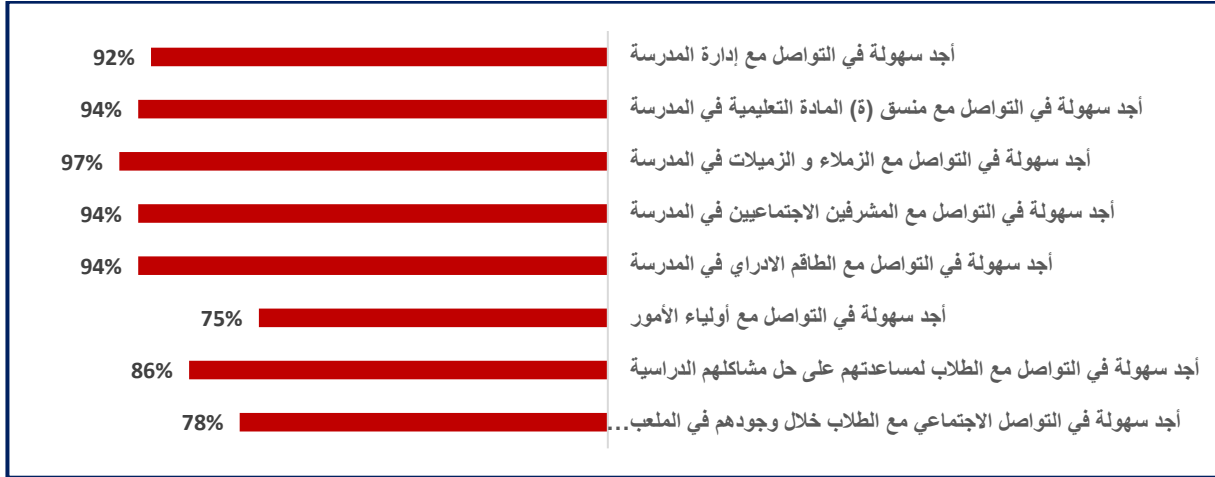 أجد سهولة في التواصل مع إدارة المدرسة 92%
أجد سهولة في التواصل مع منسق (ة) المادة التعليمية في المدرسة 94%
أجد سهولة في التواصل مع الزملاء و الزميلات في المدرسة 97%
أجد سهولة في التواصل مع المشرفين الاجتماعيين في المدرسة 94%
أجد سهولة في التواصل مع الطاقم الادراي في المدرسة 94%
أجد سهولة في التواصل مع أولياء الأمور 75%
أجد سهولة في التواصل مع الطلاب لمساعدتهم على حل مشاكلهم الدراسية 86%
أجد سهولة في التواصل الاجتماعي مع الطلاب خلال وجودهم في الملعب... 78%